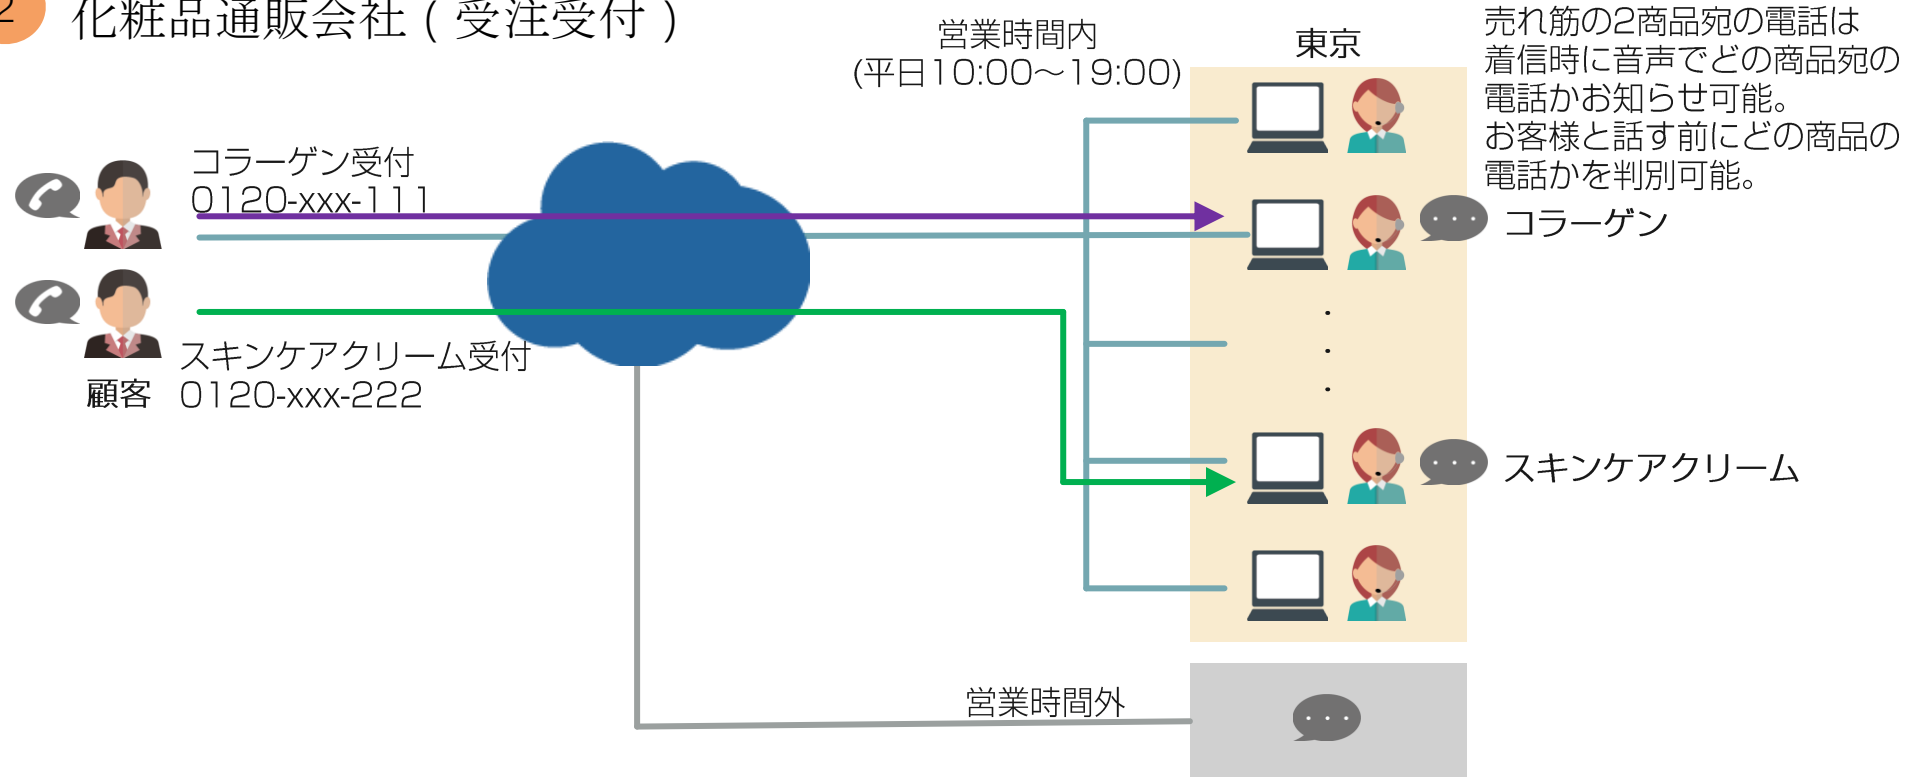 2
化粧品通販会社 ( 受注受付 )
営業時間内
(平日10:00～19:00)
東京
売れ筋の2商品宛の電話は
着信時に音声でどの商品宛の
電話かお知らせ可能。
お客様と話す前にどの商品の
電話かを判別可能。
コラーゲン受付
0120-xxx-111
コラーゲン
スキンケアクリーム受付
0120-xxx-222
顧客
・
・
・
スキンケアクリーム
営業時間外